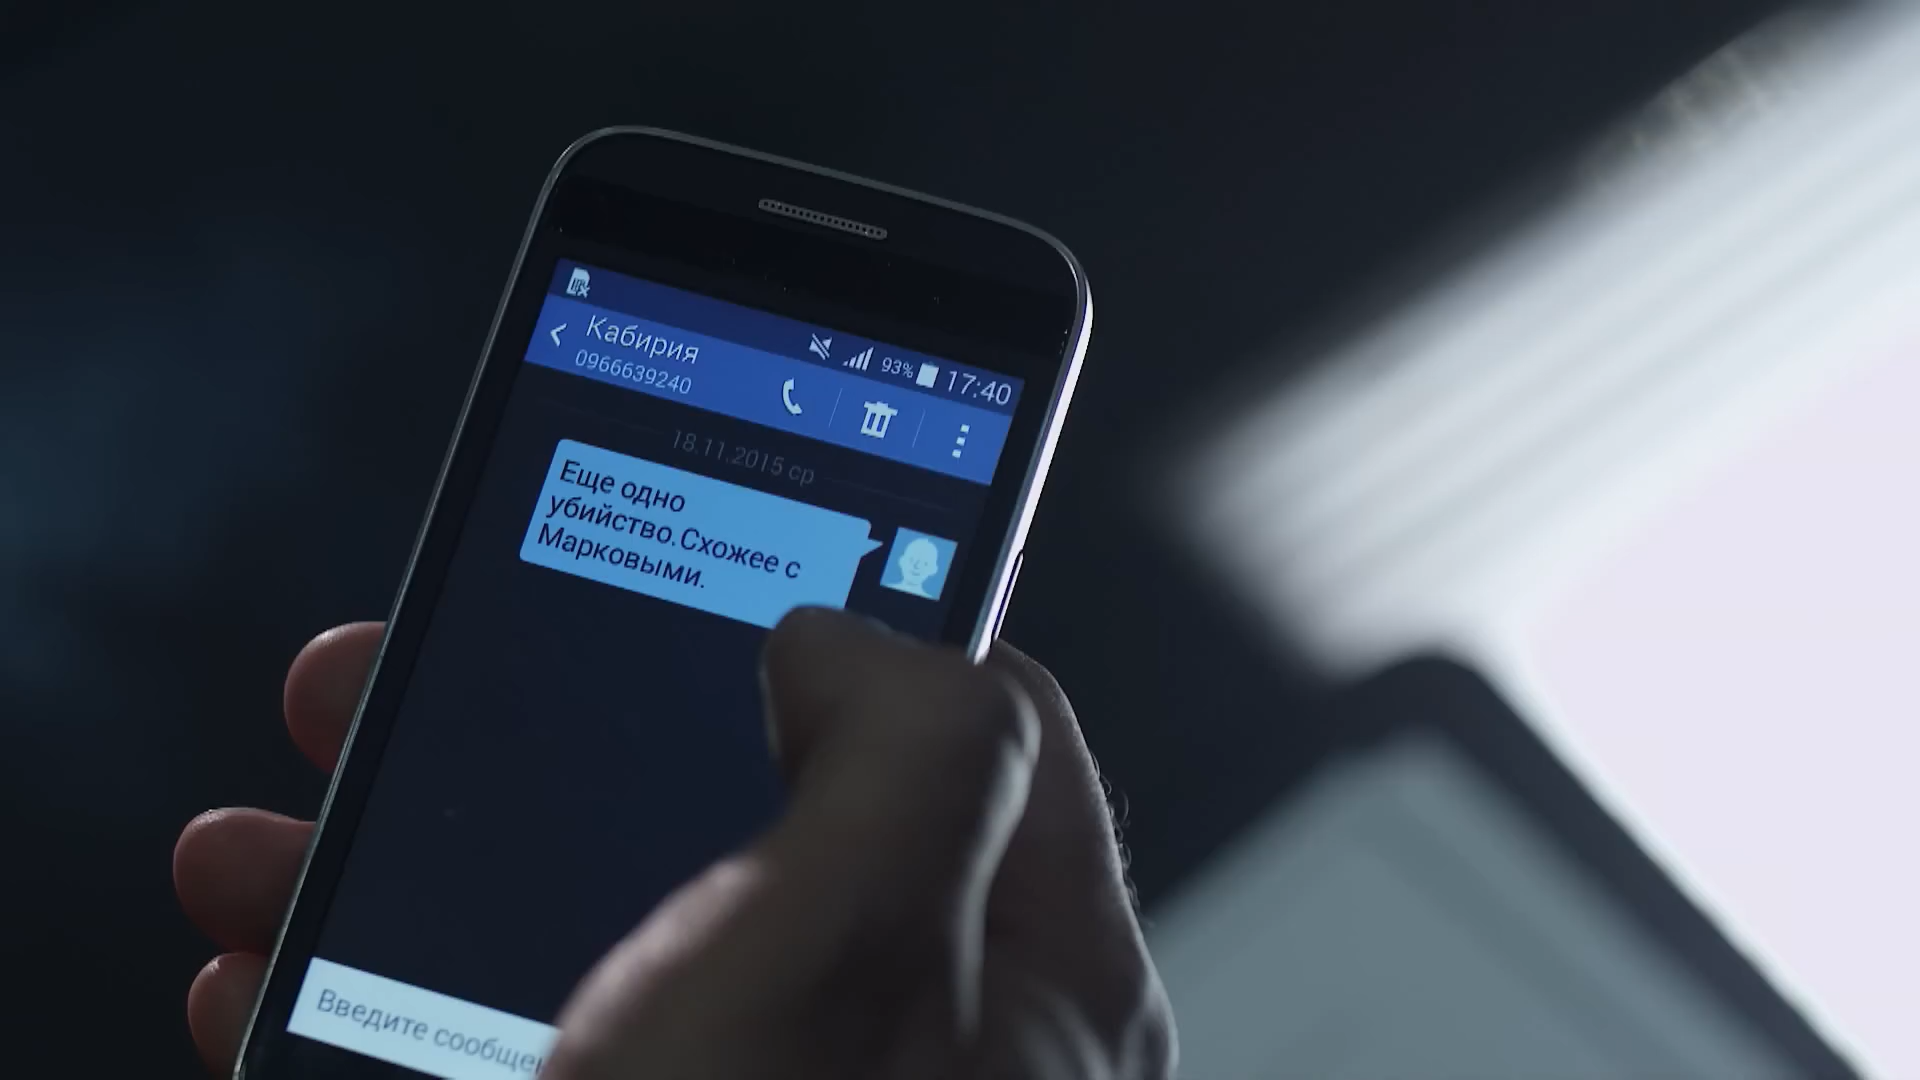 93% 17:40
Кабирия
0966639240
18.11.2015 ср
Еще одно
убийство.Схожее с
Марковыми.
Введите сообщен